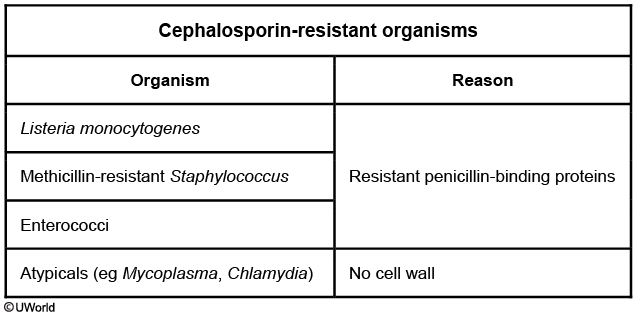 Cephalosporin-resistant organisms
Organism
Reason
Listeria monocytogenes
Methicillin-resistant Staphylococcus
Resistant penicillin-binding proteins
Enterococci
Atypicals (eg Mycoplasma, Chlamydia)
No cell wall
©UWorld